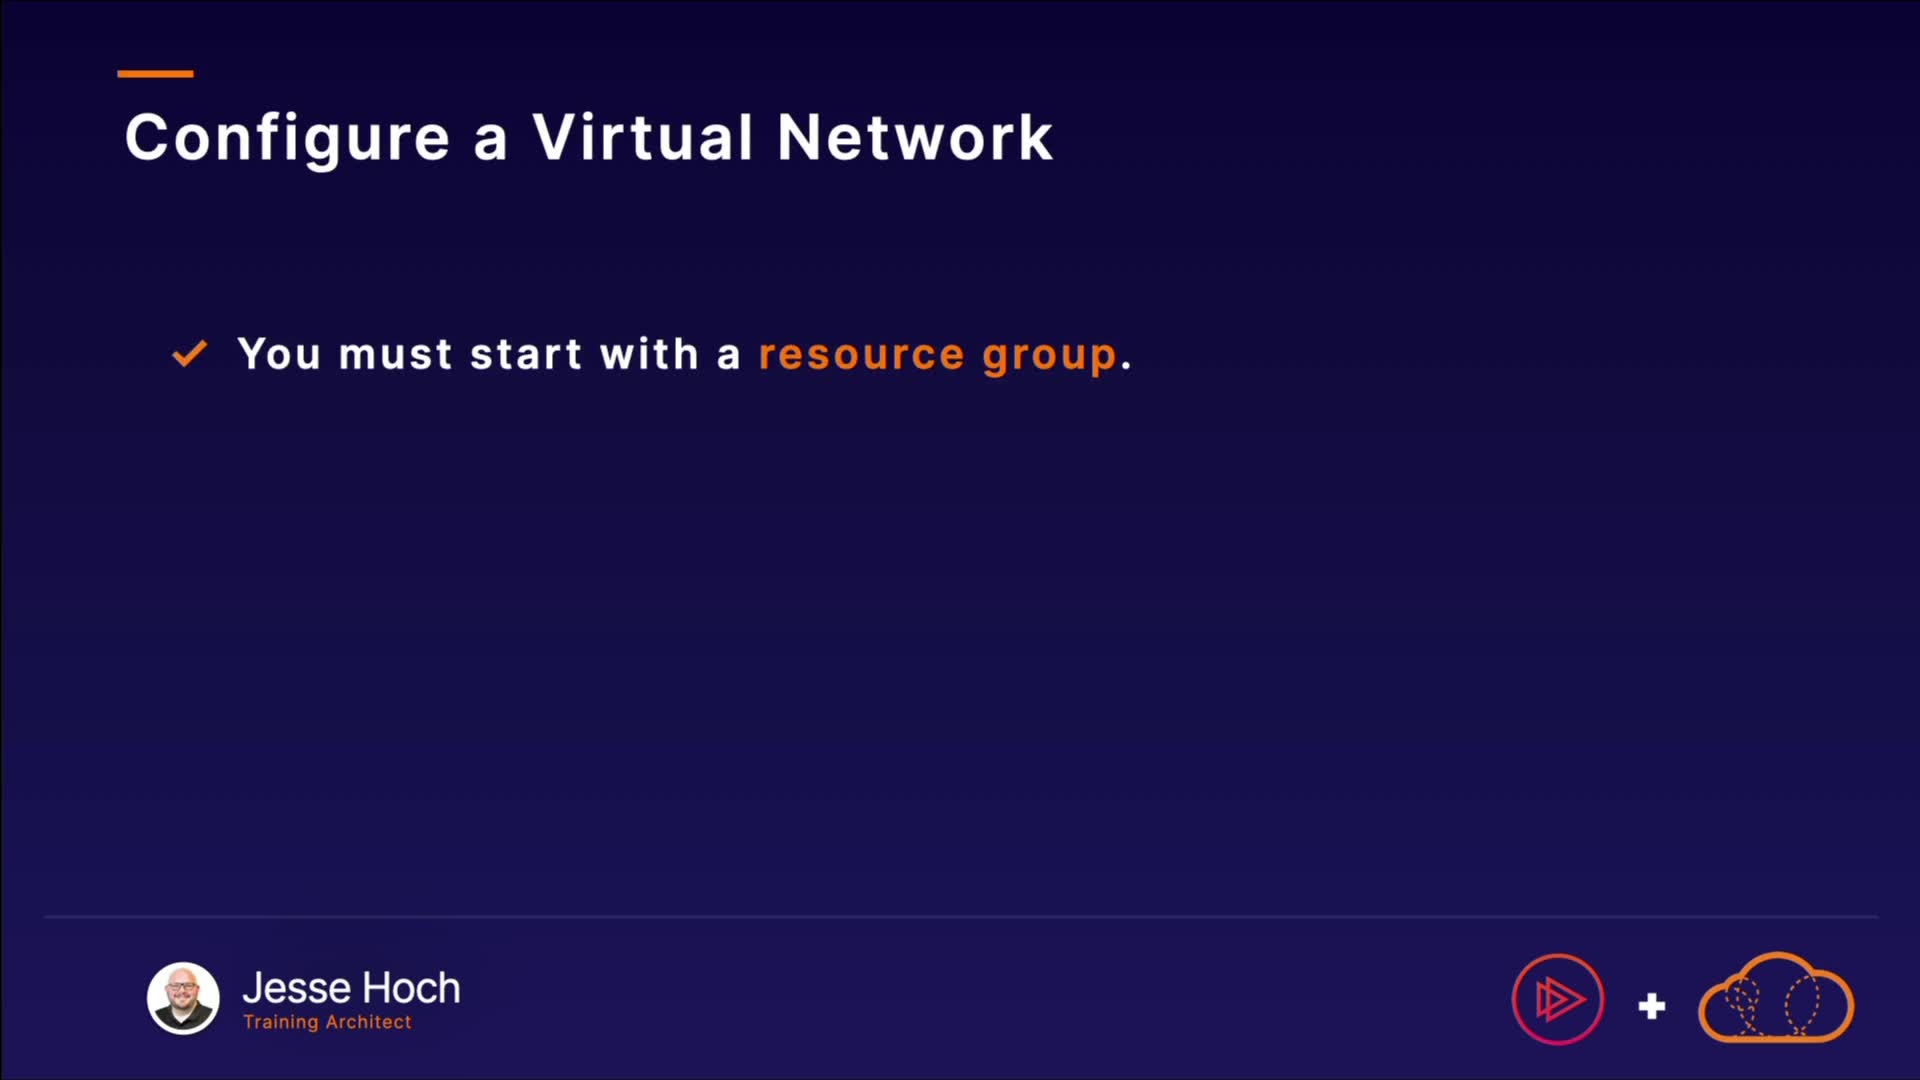 Configure a Virtual Network
You must start with a resource group.
Jesse Hoch
Training Architect